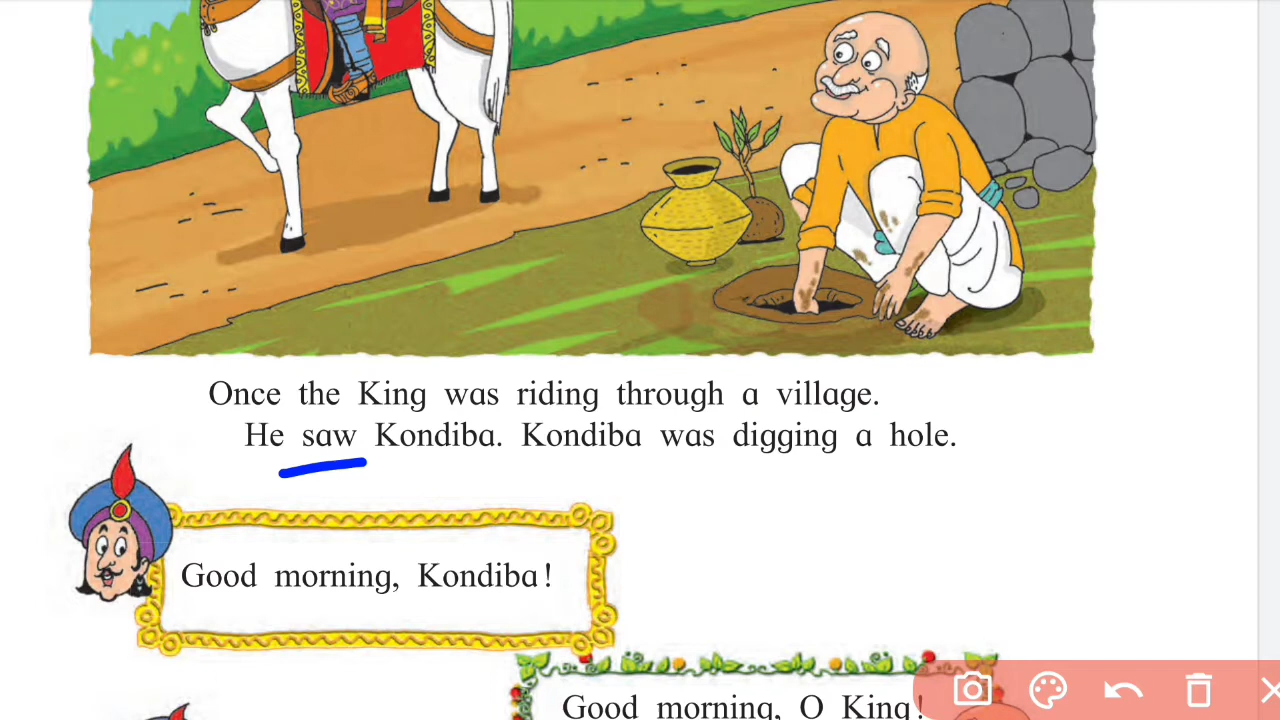 Once the King was riding through a village.
He saw Kondiba. Kondiba was digging a hole.
Good morning, Kondiba!
Good morning, O King!